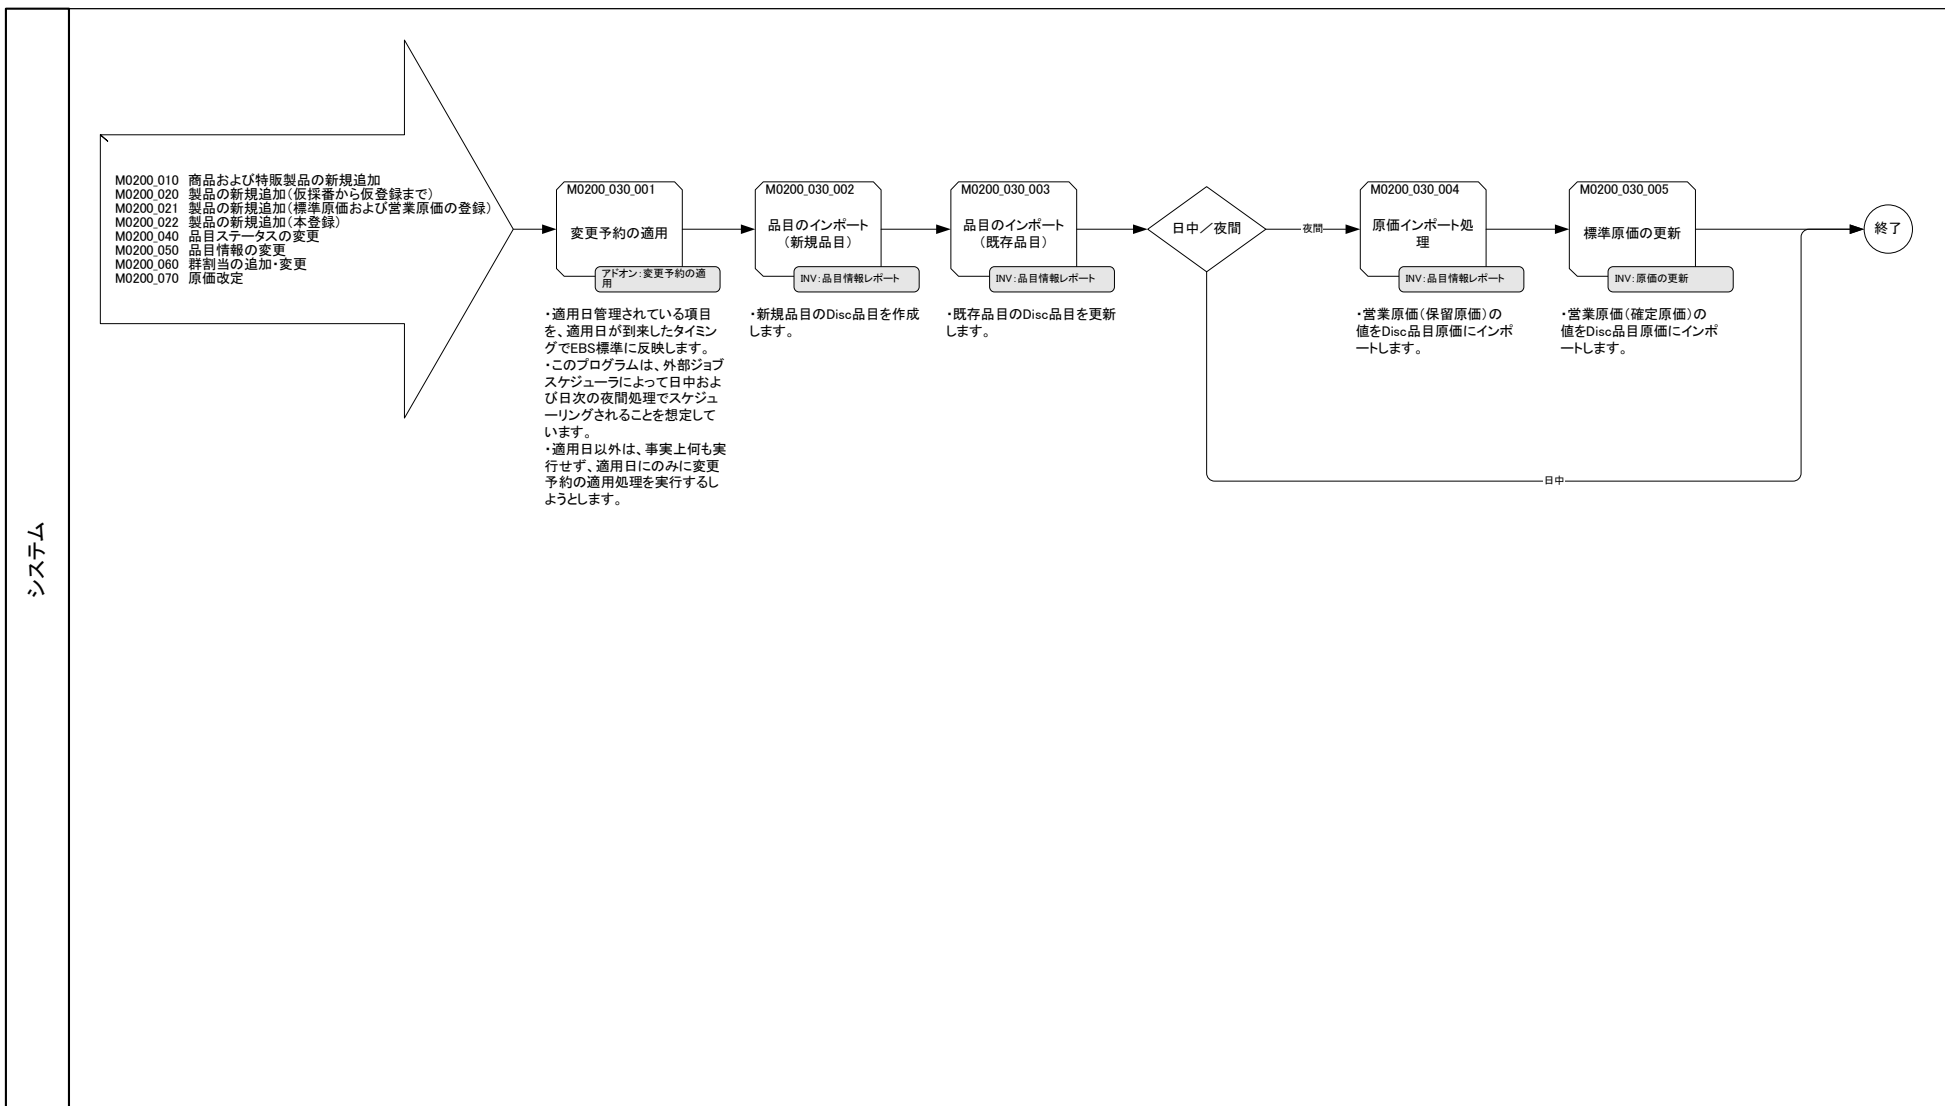 M0200_010 商品および特販製品の新規追加
M0200_020 製品の新規追加（仮採番から仮登録まで）
M0200_021 製品の新規追加（標準原価および営業原価の登録）
M0200_022 製品の新規追加（本登録）
M0200_040 品目ステータスの変更
M0200_050 品目情報の変更
M0200_060 群割当の追加・変更
M0200_070 原価改定
M0200_030_001
変更予約の適用
アドオン：変更予約の適
用
・適用日管理されている項目
を、適用日が到来したタイミン
グでEBS標準に反映します。
・このプログラムは、外部ジョブ
スケジューラによって日中およ
び日次の夜間処理でスケジュ
ーリングされることを想定して
います。
・適用日以外は、事実上何も実
行せず、適用日にのみに変更
予約の適用処理を実行するし
ようとします。
M0200_030_002
品目のインポート
（新規品目）
INV：品目情報レポート
・新規品目のDisc品目を作成
します。
M0200_030_003
品目のインポート
（既存品目）
INV：品目情報レポート
・既存品目のDisc品目を更新
します。
日中／夜間
夜間
M0200_030_004
原価インポート処
理
INV：品目情報レポート
・営業原価（保留原価）の
値をDisc品目原価にインポ
ートします。
M0200_030_005
標準原価の更新
INV：原価の更新
・営業原価（確定原価）の
値をDisc品目原価にインポ
ートします。
終了
日中
システム